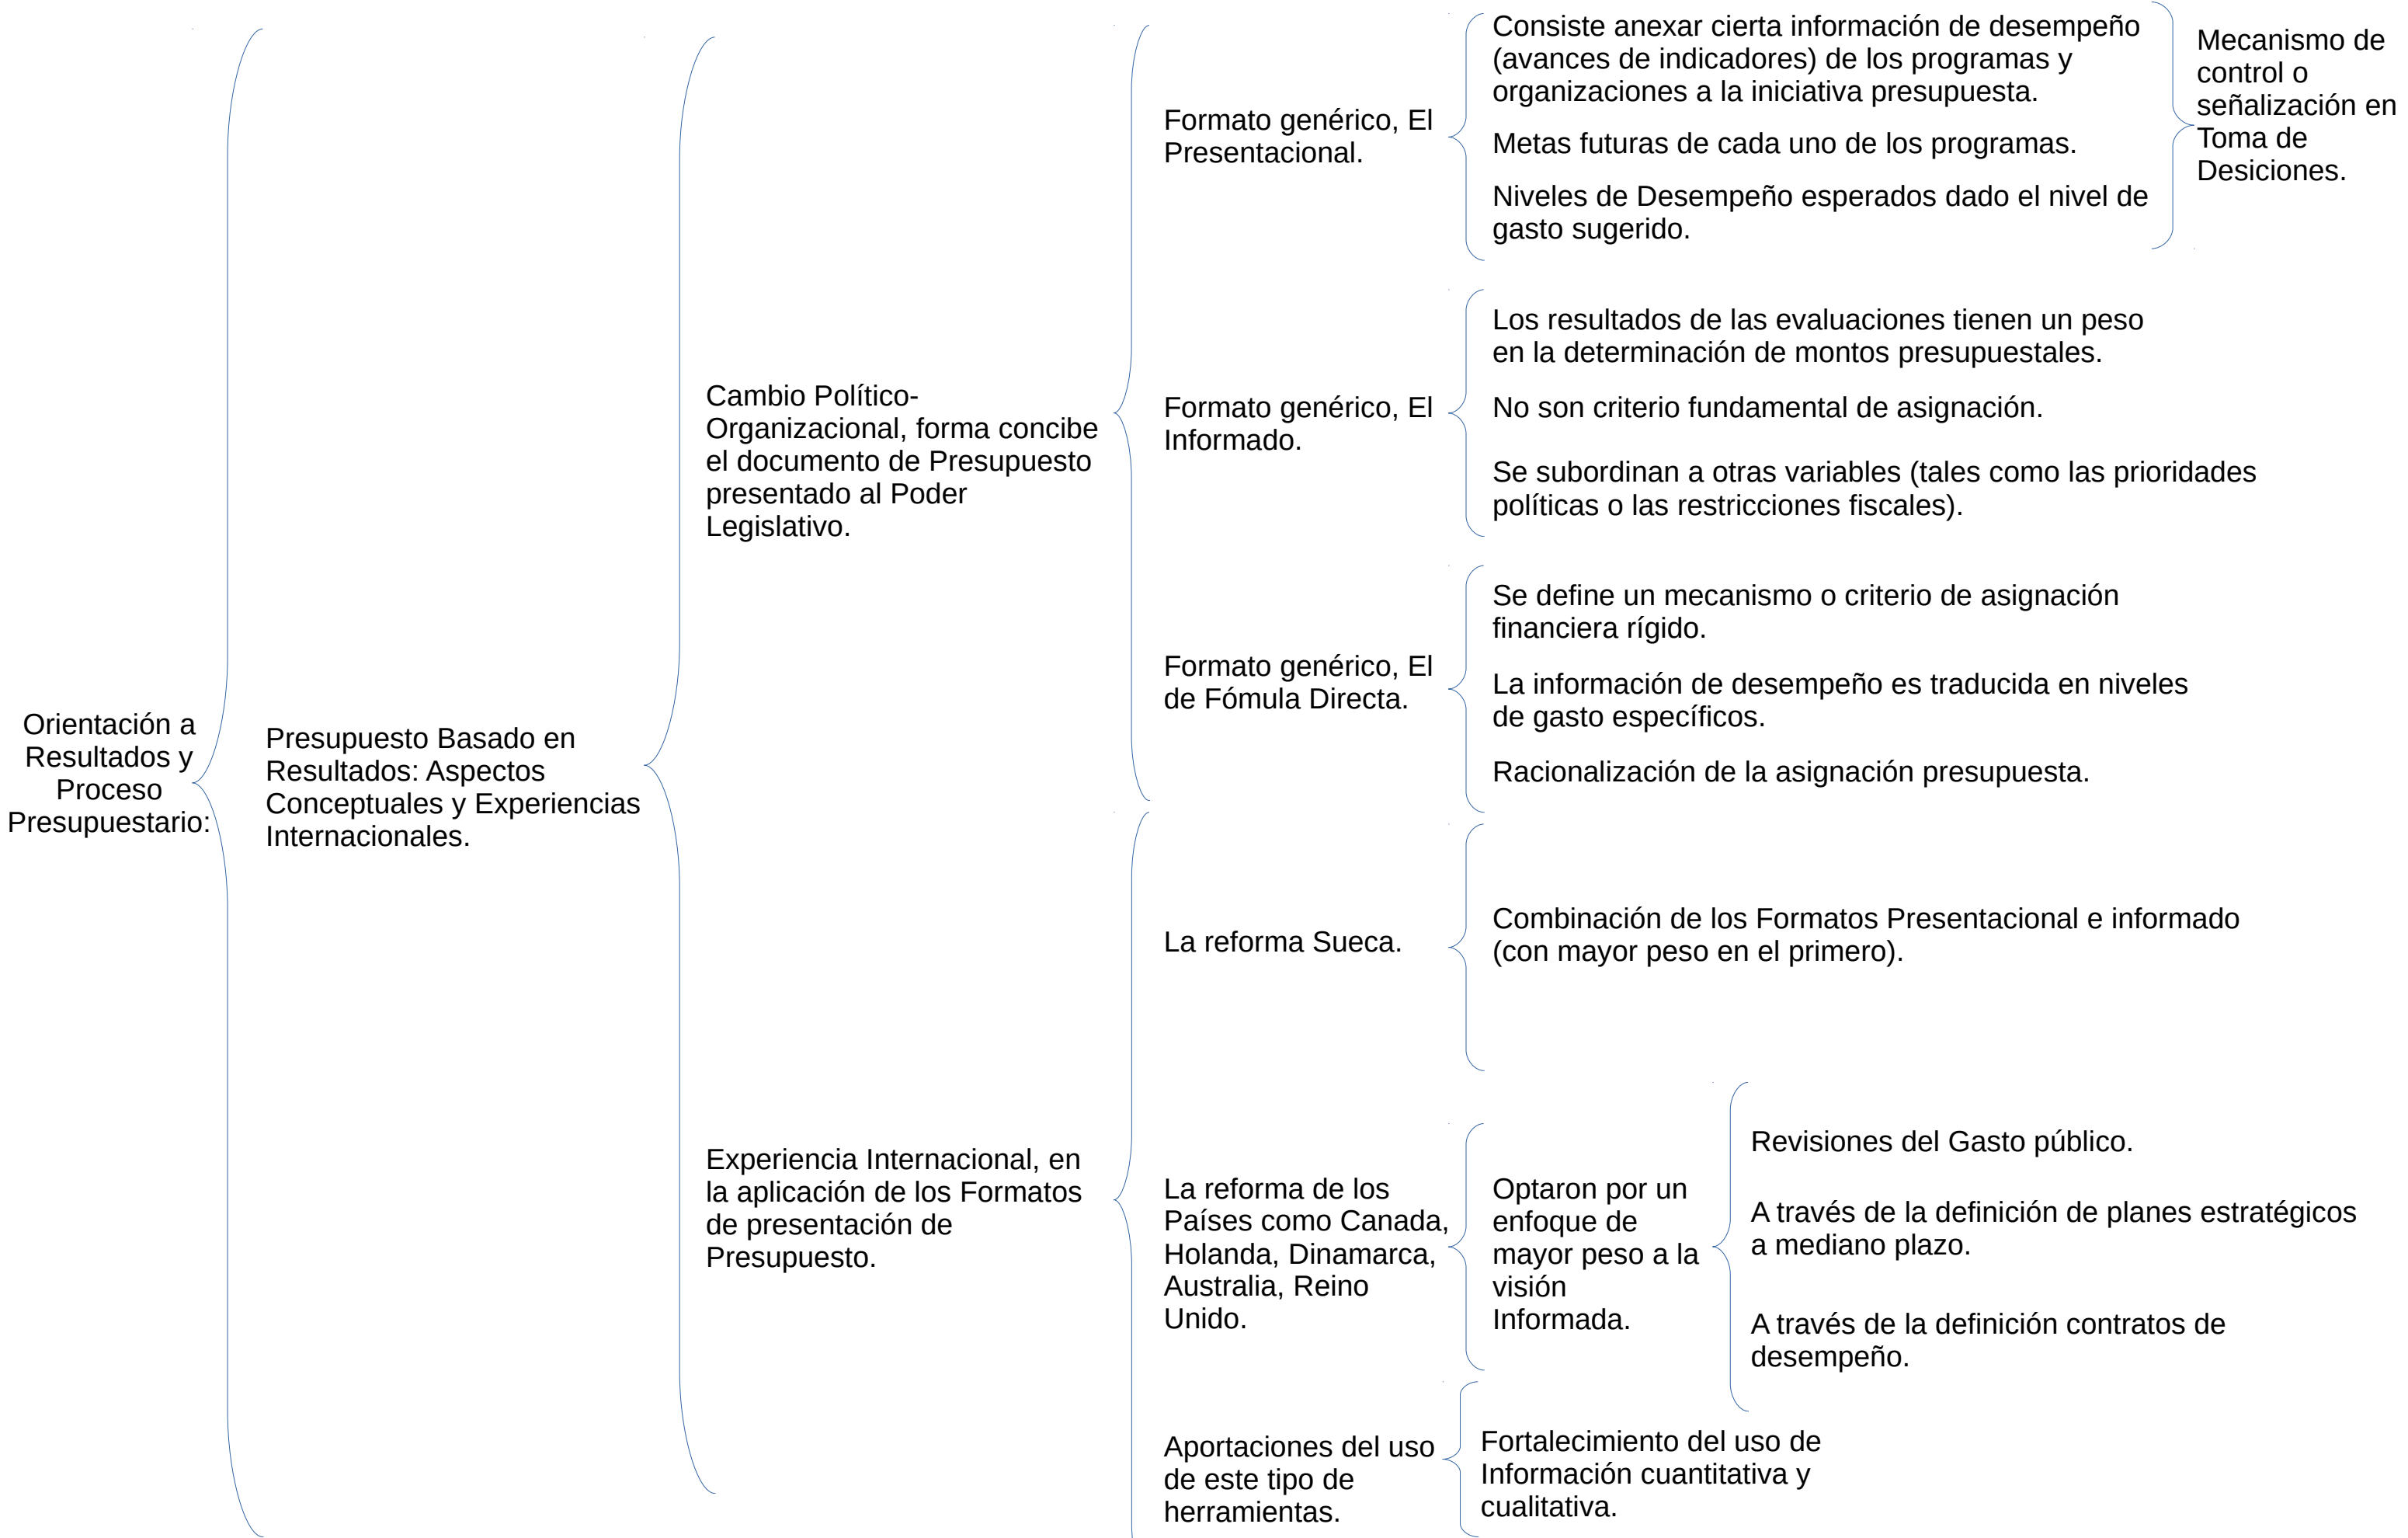 Orientación a
Resultados y
Proceso
Presupuestario:
Presupuesto Basado en
Resultados: Aspectos
Conceptuales y Experiencias
Internacionales.
Cambio Político-
Organizacional, forma concibe
el documento de Presupuesto
presentado al Poder
Legislativo.
Formato genérico, El
Presentacional.
Consiste anexar cierta información de desempeño
(avances de indicadores) de los programas y
organizaciones a la iniciativa presupuesta.
Metas futuras de cada uno de los programas.
Niveles de Desempeño esperados dado el nivel de
gasto sugerido.
Mecanismo de
control o
señalización en
Toma de
Desiciones.
Formato genérico, El
Informado.
Los resultados de las evaluaciones tienen un peso
en la determinación de montos presupuestales.
No son criterio fundamental de asignación.
Se subordinan a otras variables (tales como las prioridades
políticas o las restricciones fiscales).
Formato genérico, El
de Fómula Directa.
Se define un mecanismo o criterio de asignación
financiera rígido.
La información de desempeño es traducida en niveles
de gasto específicos.
Racionalización de la asignación presupuesta.
Experiencia Internacional, en
la aplicación de los Formatos
de presentación de
Presupuesto.
La reforma Sueca.
Combinación de los Formatos Presentacional e informado
(con mayor peso en el primero).
La reforma de los
Países como Canada,
Holanda, Dinamarca,
Australia, Reino
Unido.
Optaron por un
enfoque de
mayor peso a la
visión
Informada.
Revisiones del Gasto público.
A través de la definición de planes estratégicos
a mediano plazo.
A través de la definición contratos de
desempeño.
Aportaciones del uso
de este tipo de
herramientas.
Fortalecimiento del uso de
Información cuantitativa y
cualitativa.